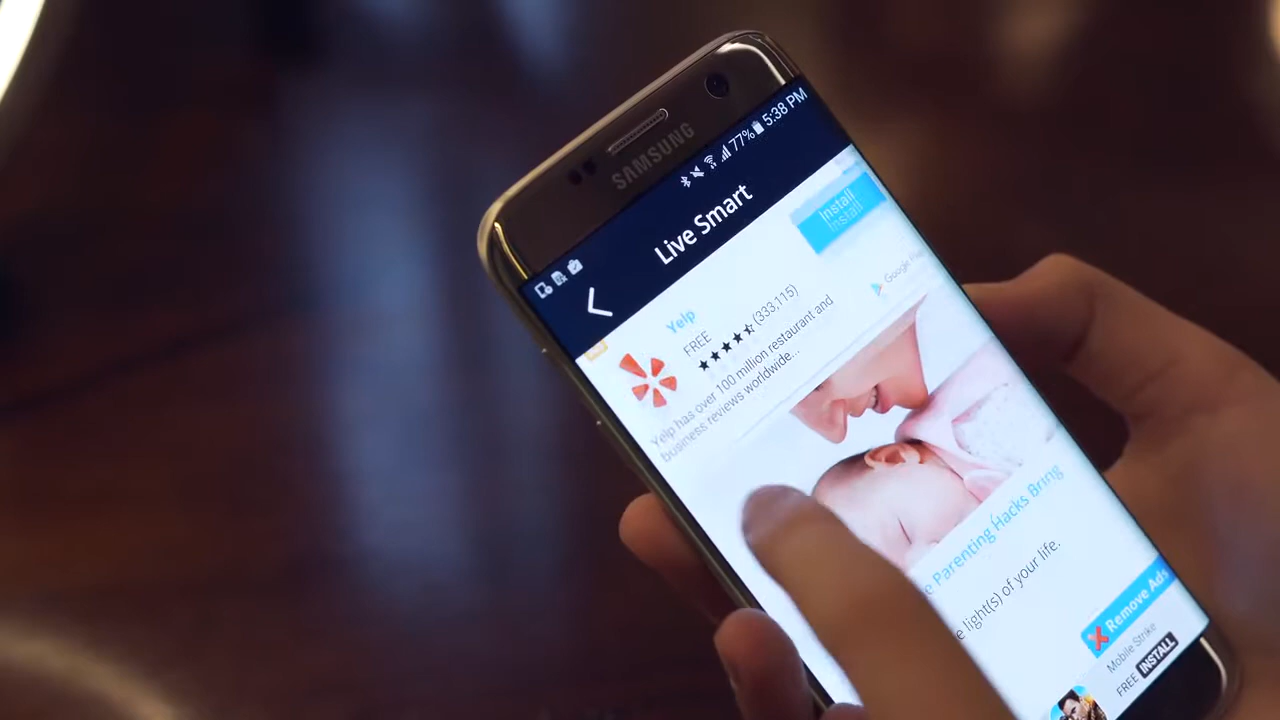 SAMSUNG
77% 5:38 PM
Live Smart
Install
Yelp
FREE
(333,115)
Google
Yelp has over 100 million restaurant and
business reviews worldwide...
Parenting Hacks Bring
light(s) of your life.
Remove Ads
Mobile Strike
FREE INSTALL